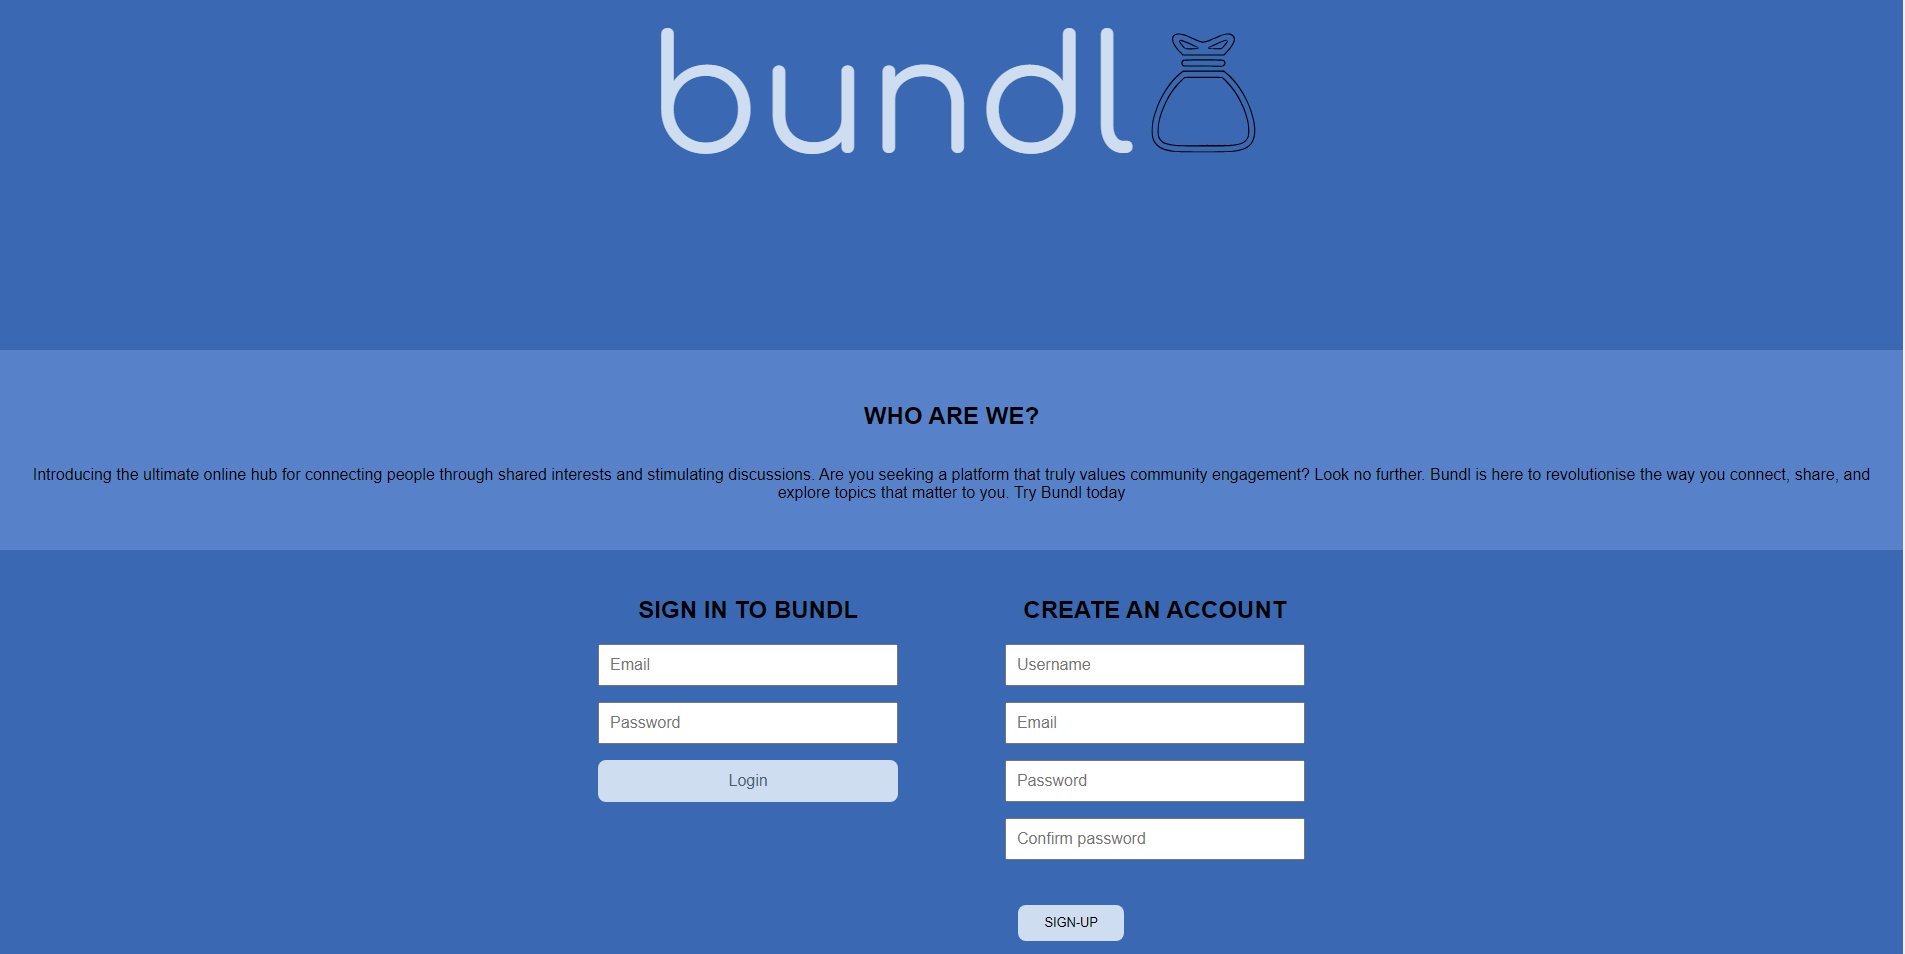 bundl
WHO ARE WE?
Introducing the ultimate online hub for connecting people through shared interests and stimulating discussions. Are you seeking a platform that truly values community engagement? Look no further. Bundl is here to revolutionise the way you connect, share, and
explore topics that matter to you. Try Bundl today
SIGN IN TO BUNDL
Email
Password
Login
CREATE AN ACCOUNT
Username
Email
Password
Confirm password
SIGN-UP